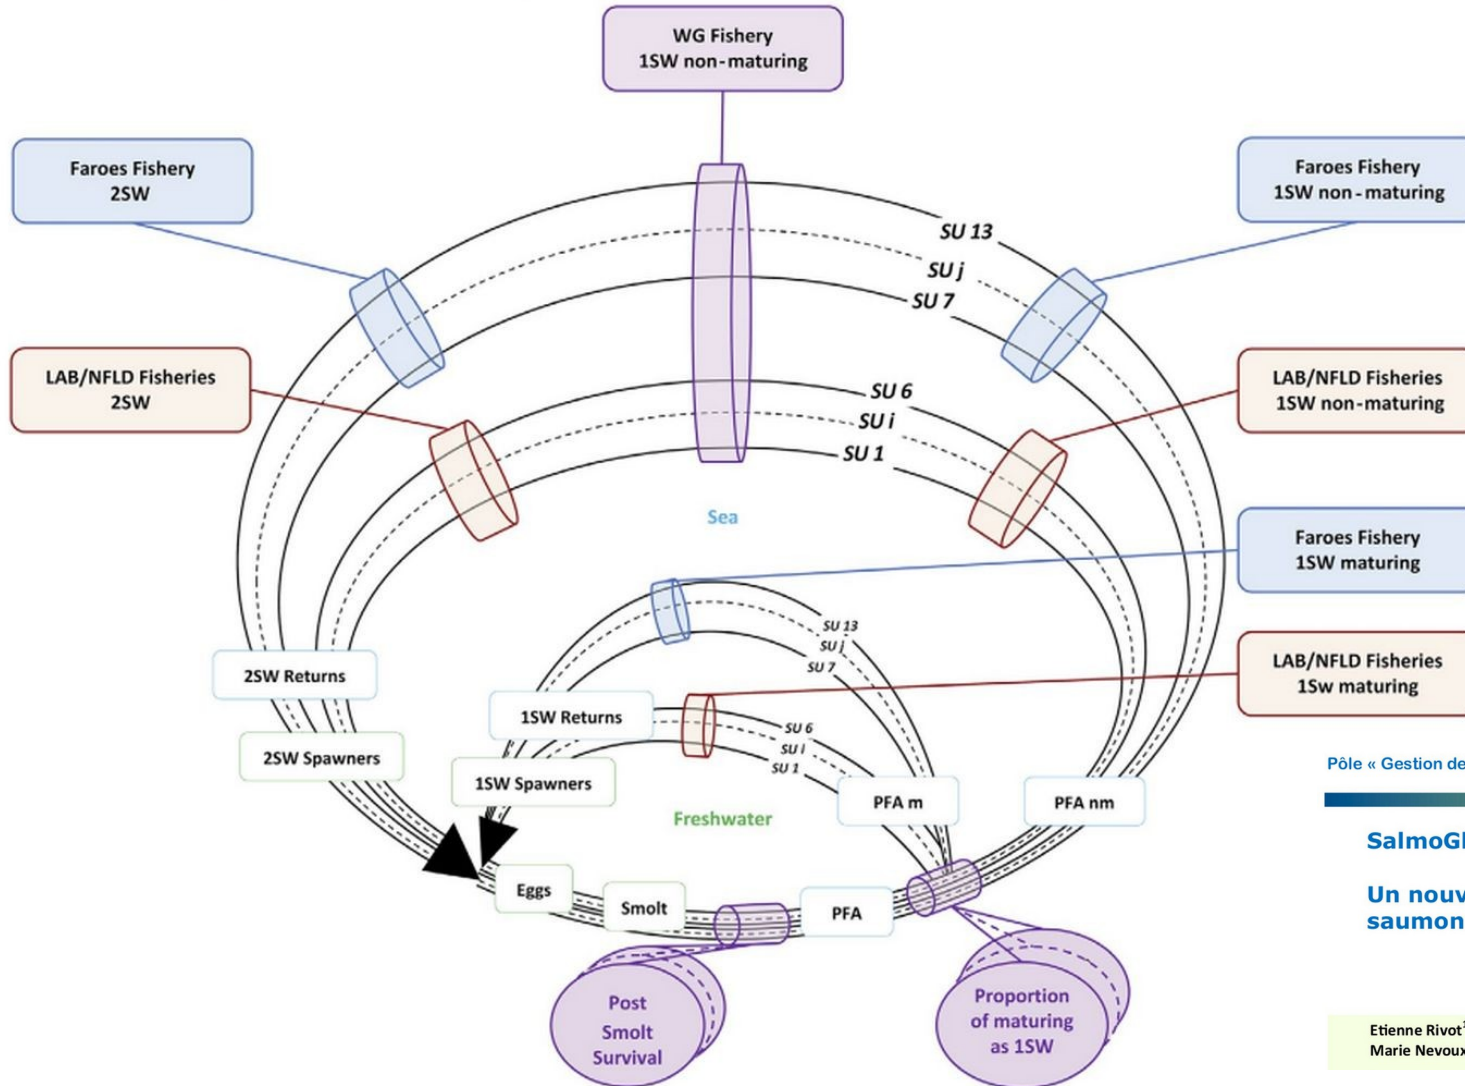 WG Fishery
1SW non-maturing
Faroes Fishery
2SW
Faroes Fishery
1SW non-maturing
SU 13
SU j
SU 7
LAB/NFLD Fisheries
2SW
LAB/NFLD Fisheries
1SW non-maturing
SU 6
SU i
SU 1
Sea
Faroes Fishery
1SW maturing
SU 13
SU j
SU 7
LAB/NFLD Fisheries
1Sw maturing
2SW Returns
1SW Returns
SU 6
SU i
SU 1
2SW Spawners
1SW Spawners
PFA m
PFA nm
Freshwater
Eggs
Smolt
PFA
Post
Smolt
Survival
Proportion
of maturing
as 1SW
Pôle « Gestion de
SalmoGl
Un nouv
saumon
Etienne Rivot
Marie Nevoux